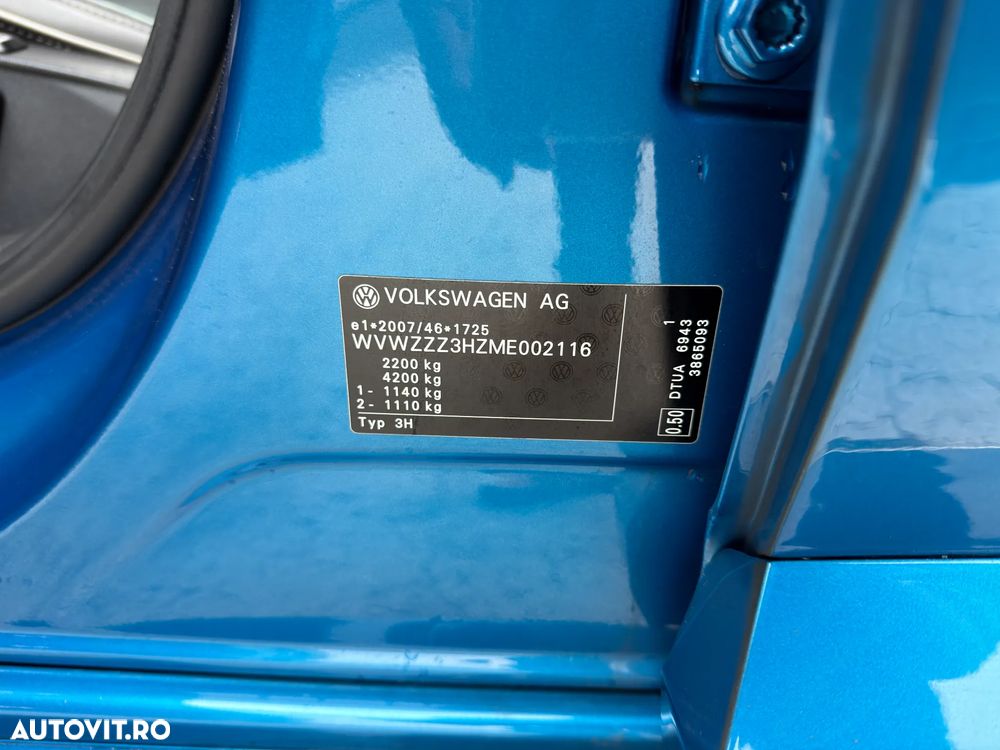 VOLKSWAGEN AG
e1*2007/46*1725
WVWZZZ3HZME002116
2200 kg
4200 kg
1 - 1140 kg
2 - 1110 kg
Typ 3H
1
0.50 DTUA 6943
3865093
AUTOVIT.RO